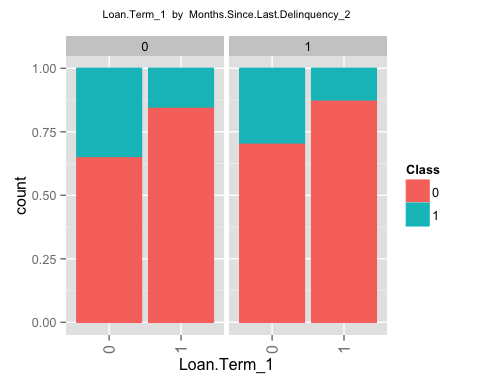 Loan.Term_1 by Months.Since.Last.Delinquency_2
0 1
1.00
0.75
0.50
0.25
0.00
count
0 1 0 1
Loan.Term_1
Class
0
1